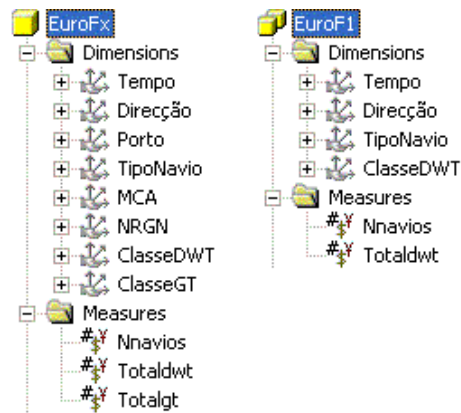 EuroFx
Dimensions
Tempo
Direcção
Porto
TipoNavio
MCA
NRGN
ClasseDWT
ClasseGT
Measures
Nnavios
Totaldwt
Totalgt
EuroF1
Dimensions
Tempo
Direcção
TipoNavio
ClasseDWT
Measures
Nnavios
Totaldwt